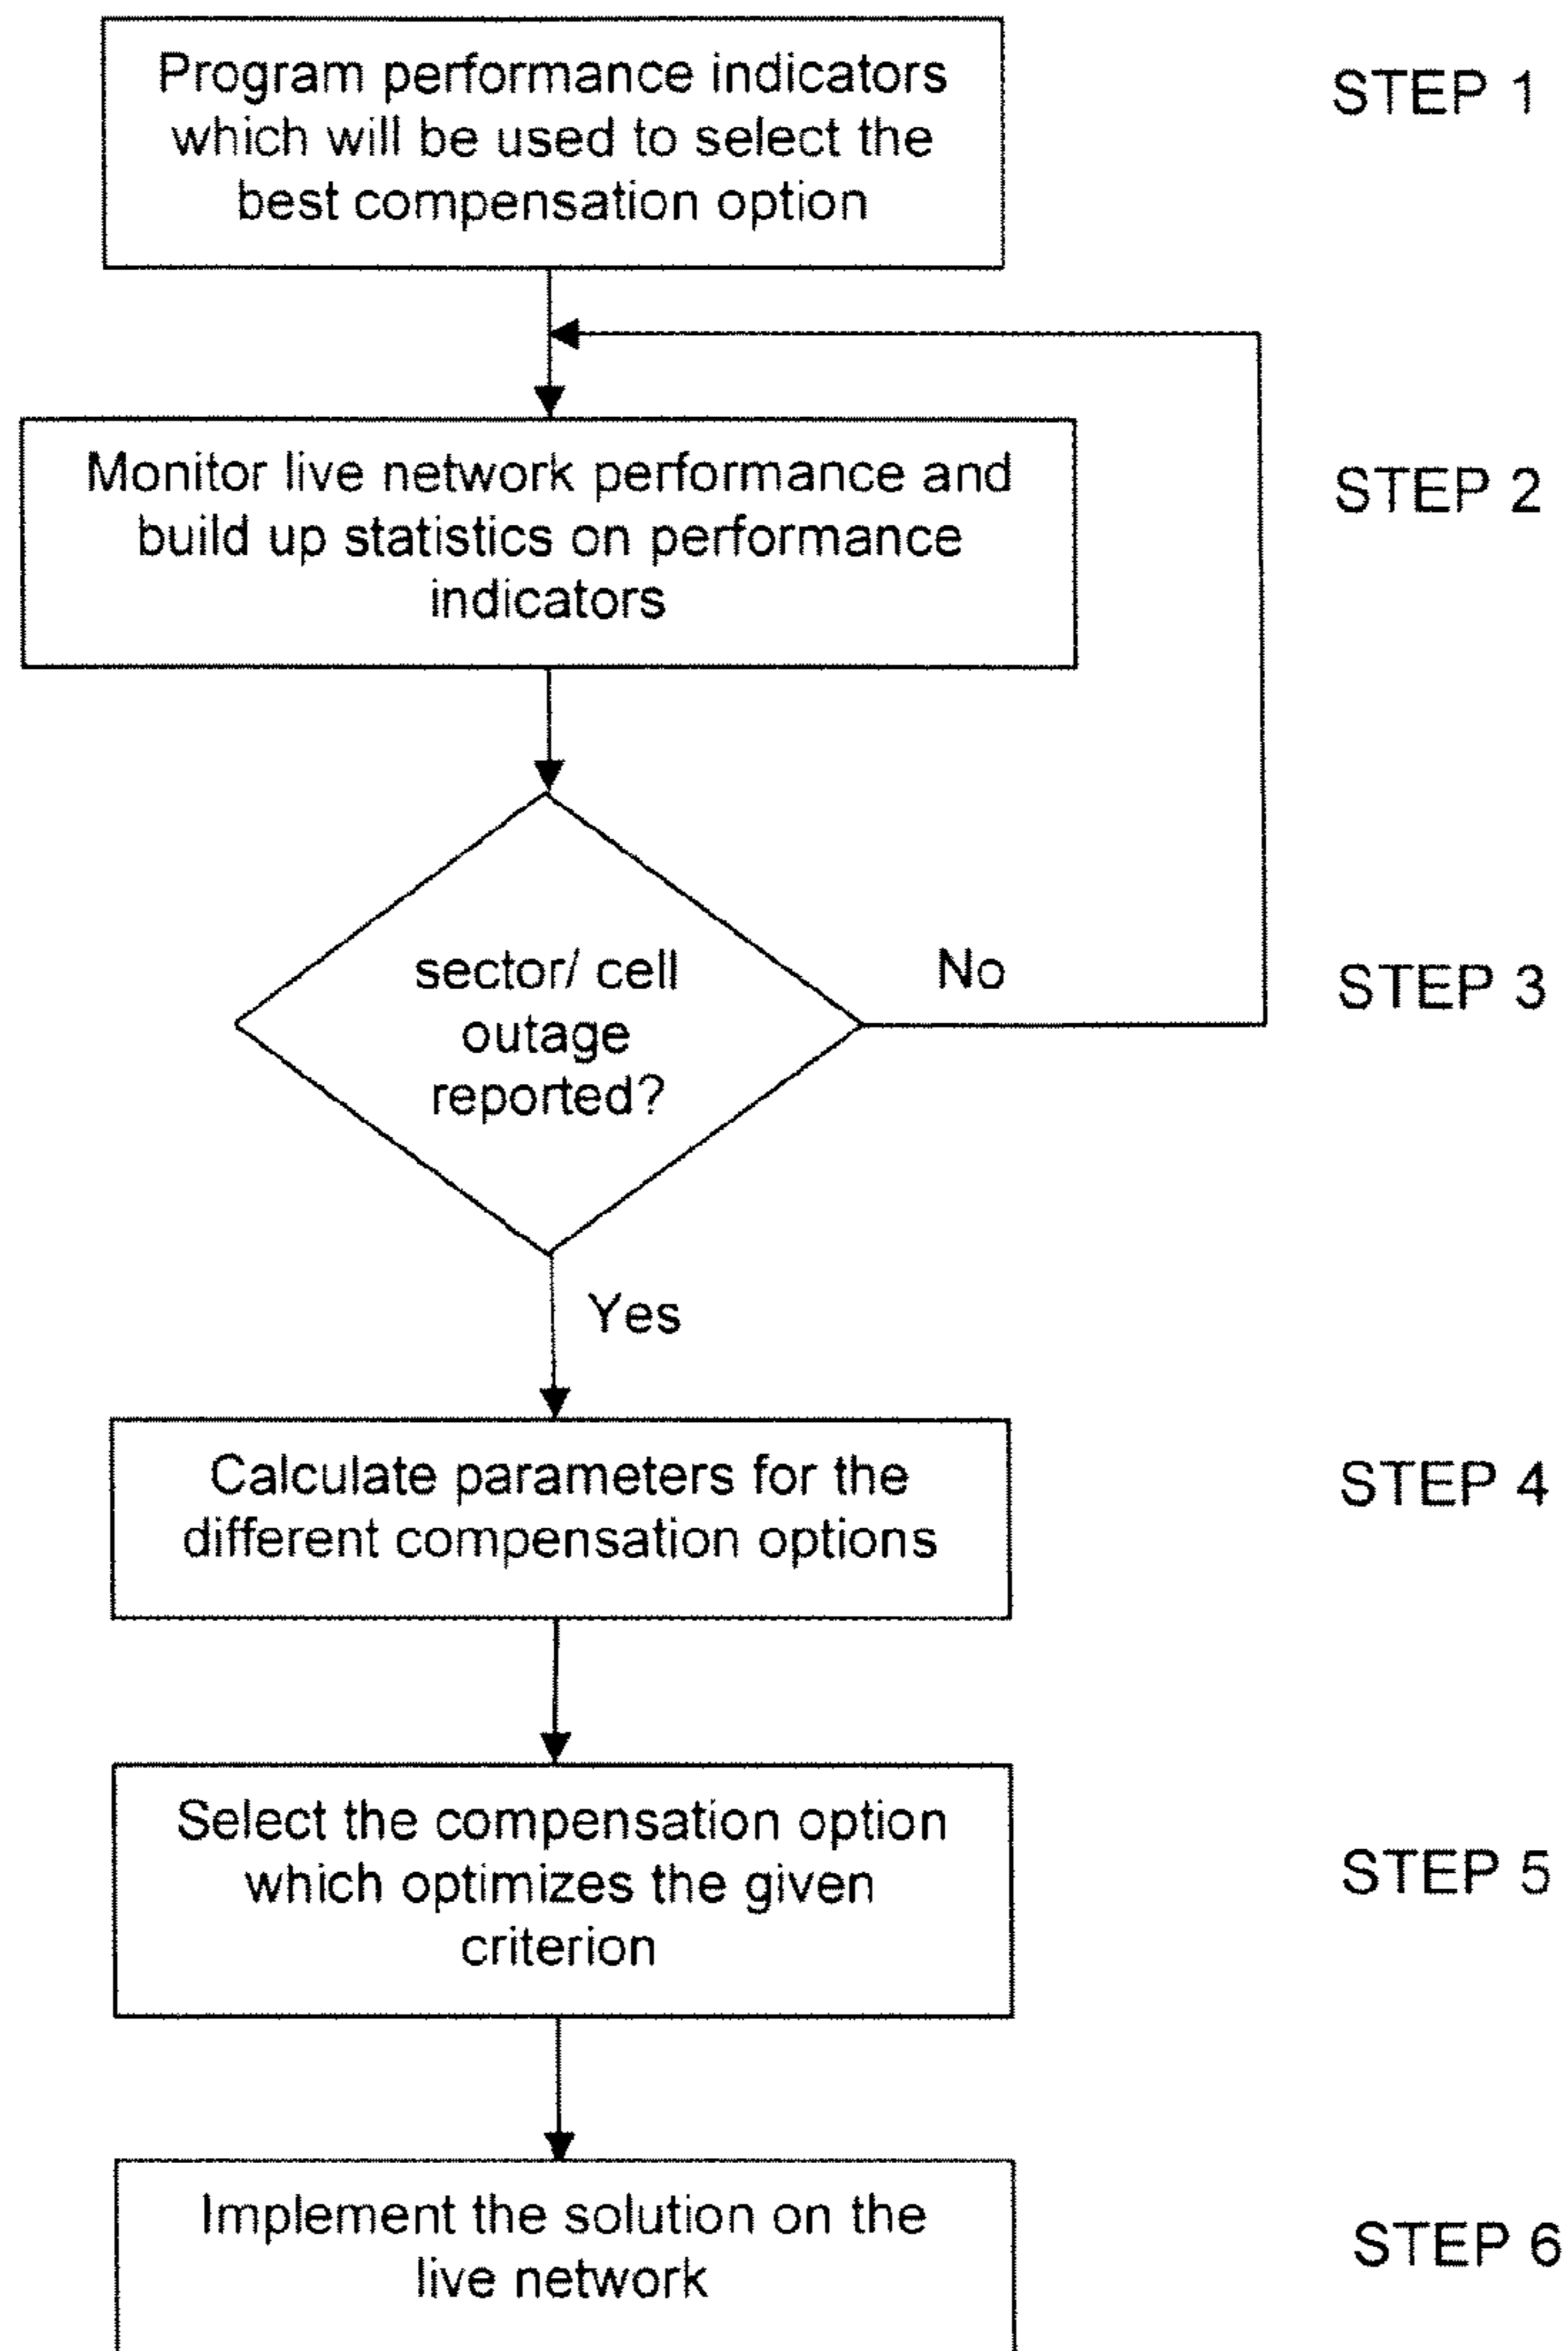 Program performance indicators
which will be used to select the
best compensation option
STEP 1
Monitor live network performance and
build up statistics on performance
indicators
STEP 2
sector/ cell
outage
reported?
No
STEP 3
Yes
Calculate parameters for the
different compensation options
STEP 4
Select the compensation option
which optimizes the given
criterion
STEP 5
Implement the solution on the
live network
STEP 6